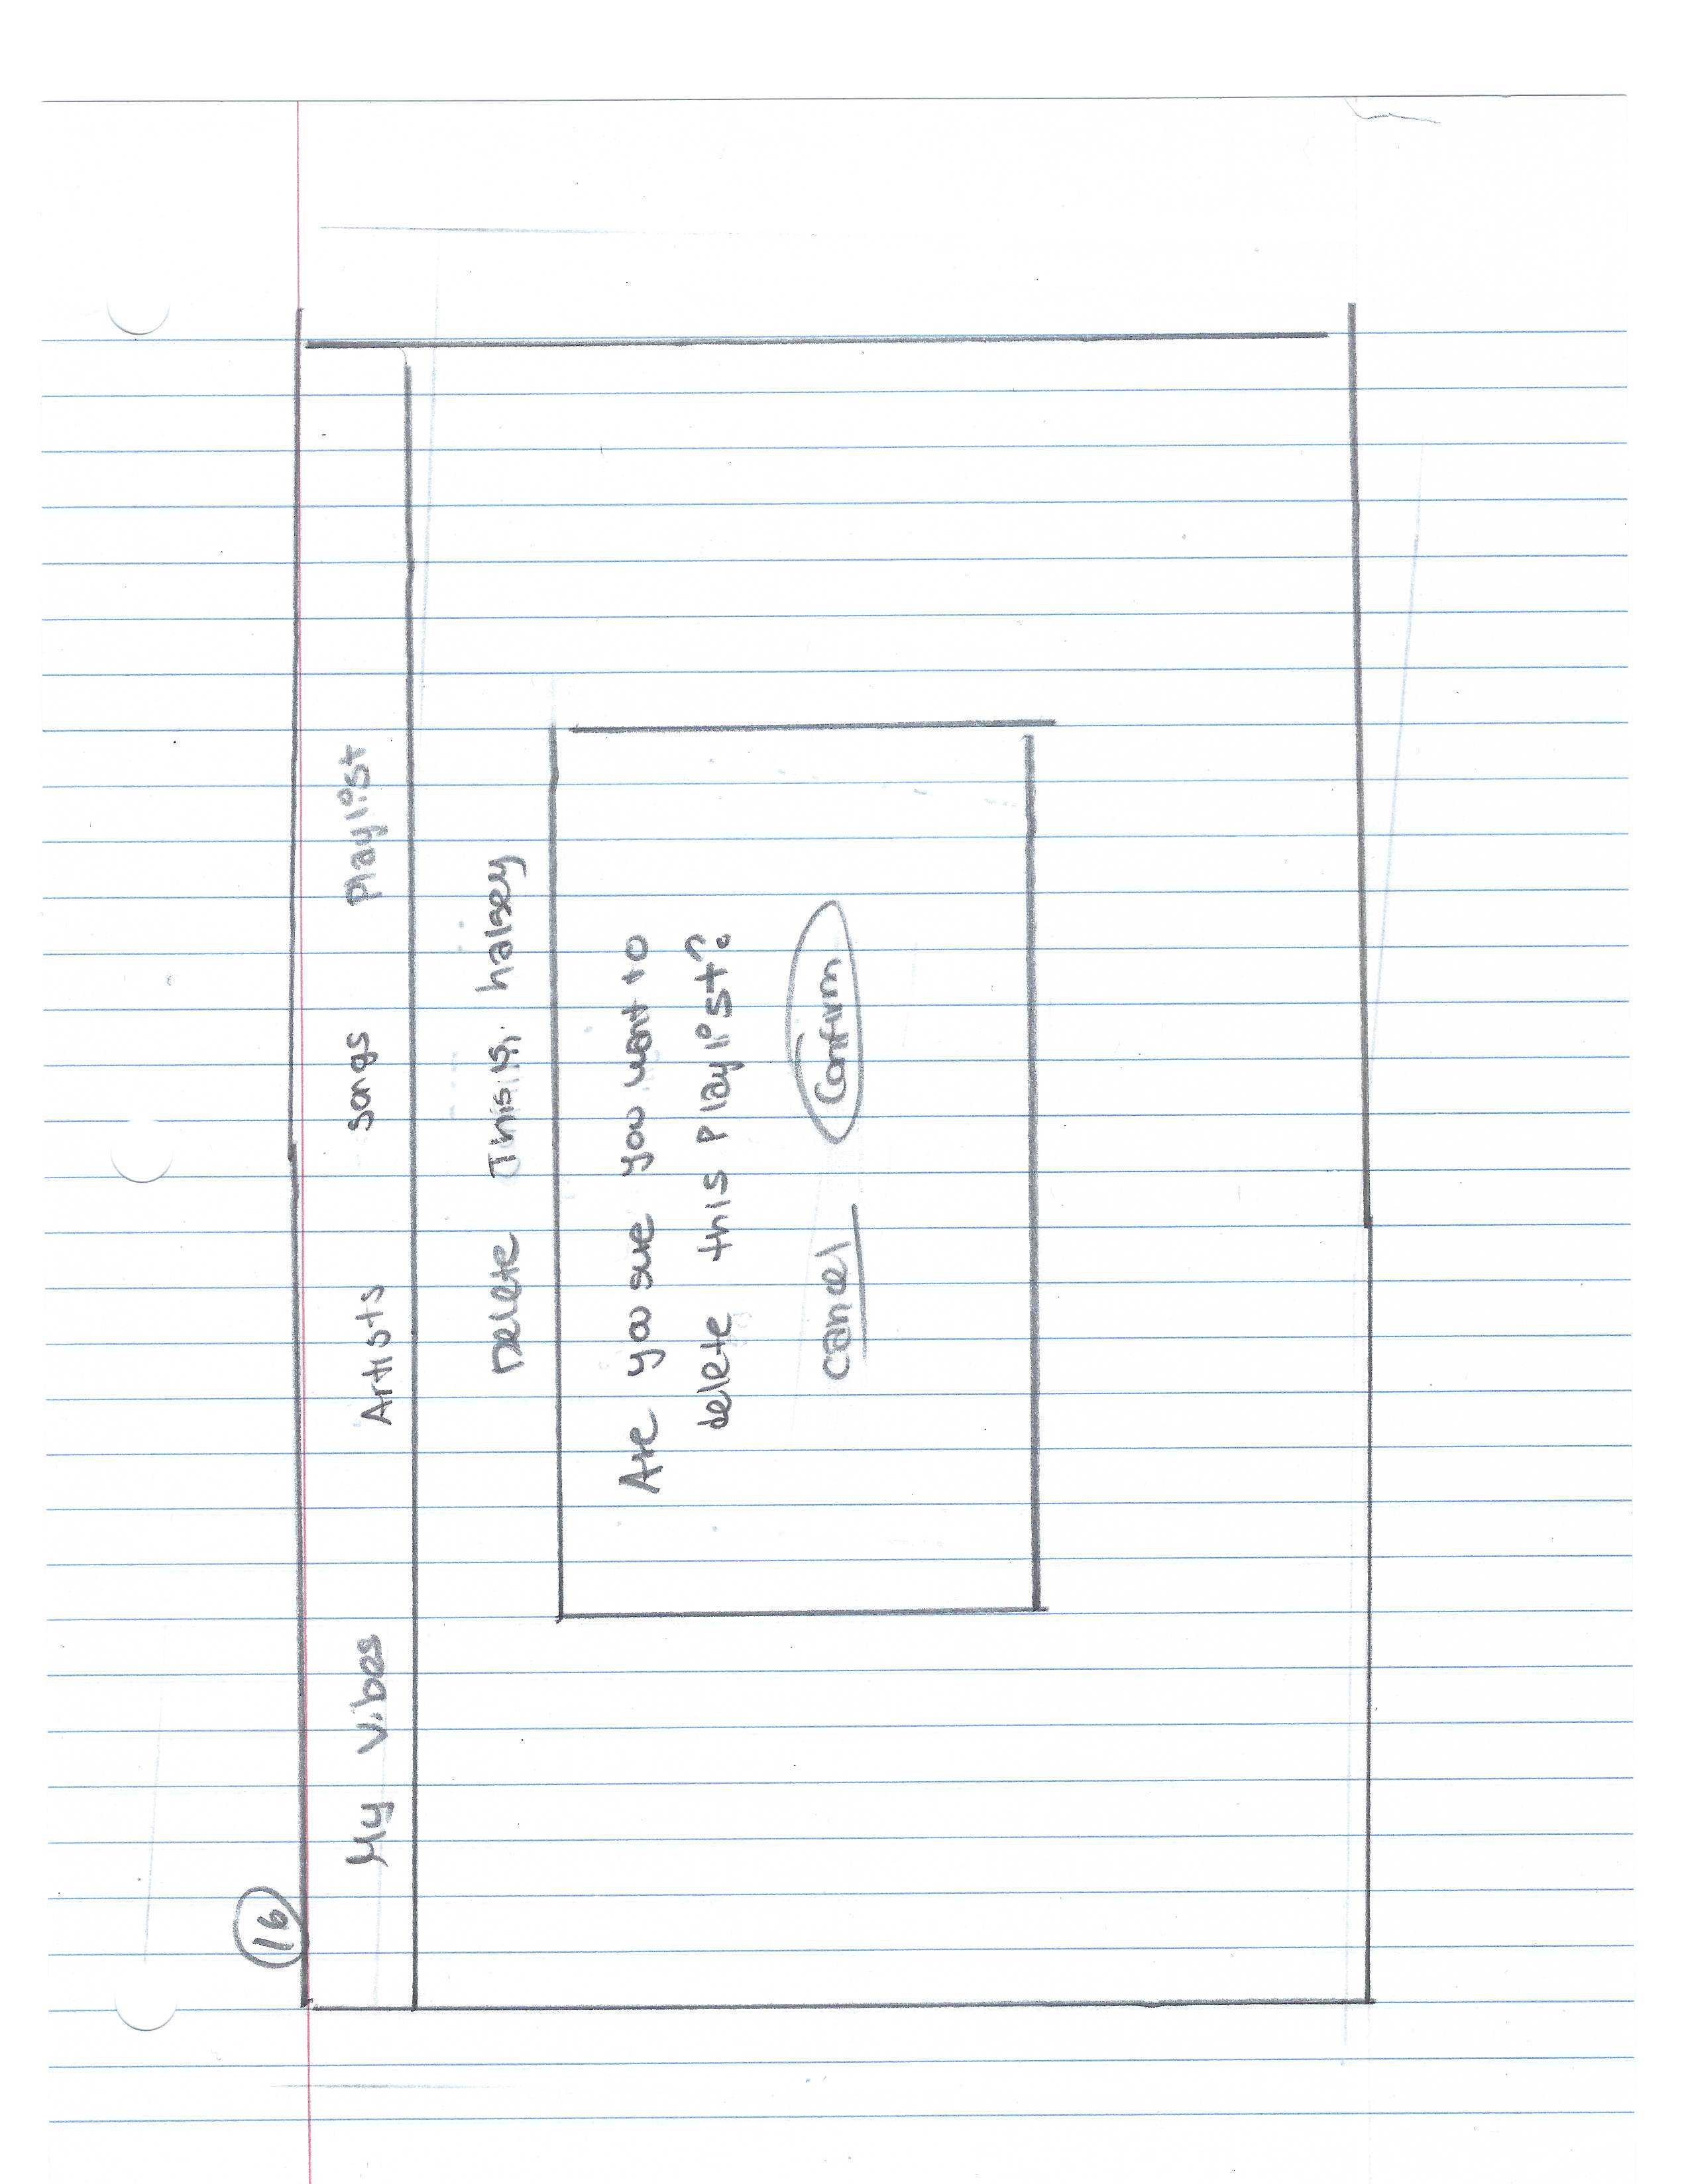 16
My Vibes Artists songs Playlist
Delete This is, halsey
Are you sure you want to
delete this Playlist?
cancel Confirm